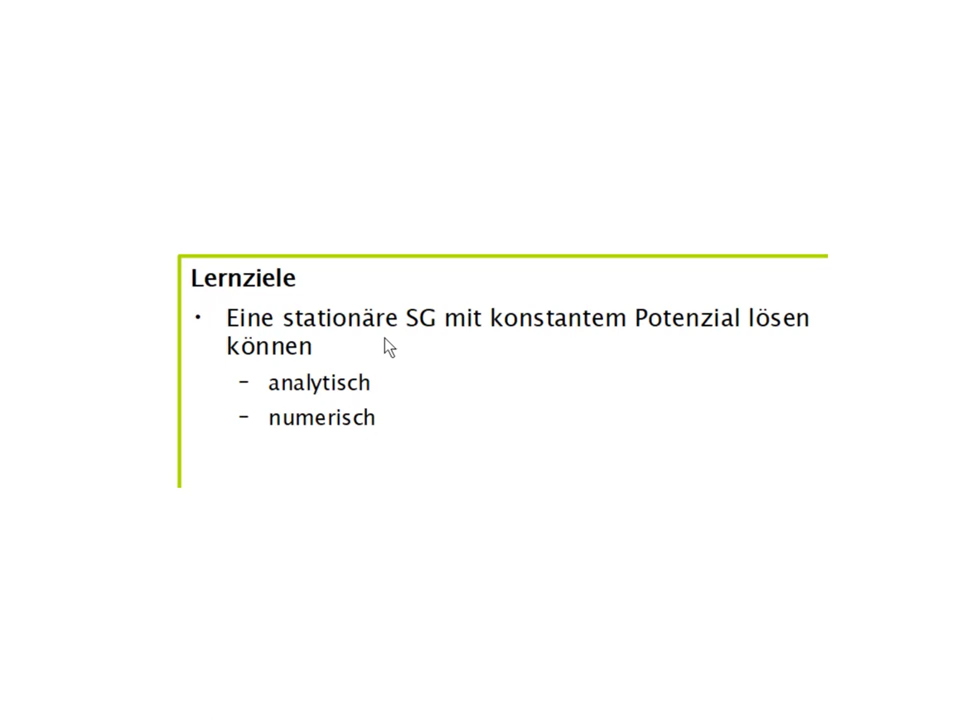 Lernziele
• Eine stationäre SG mit konstantem Potenzial lösen
können
– analytisch
– numerisch